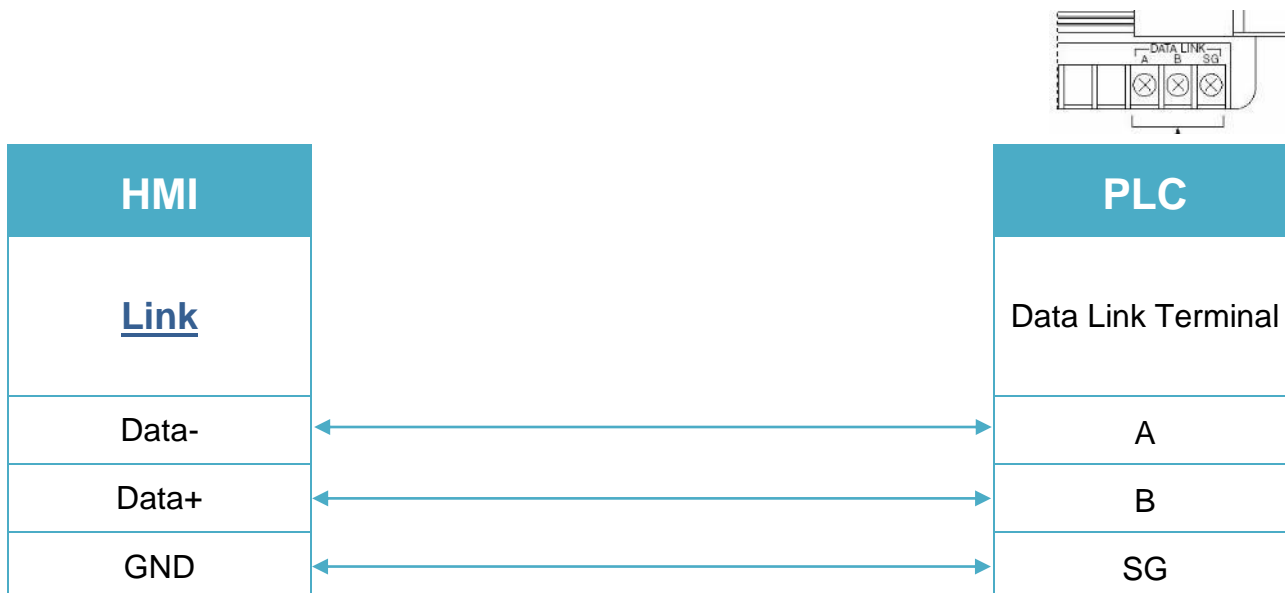 DATA LINK
A B SG
HMI
PLC
Link
Data Link Terminal
Data-
A
Data+
B
GND
SG